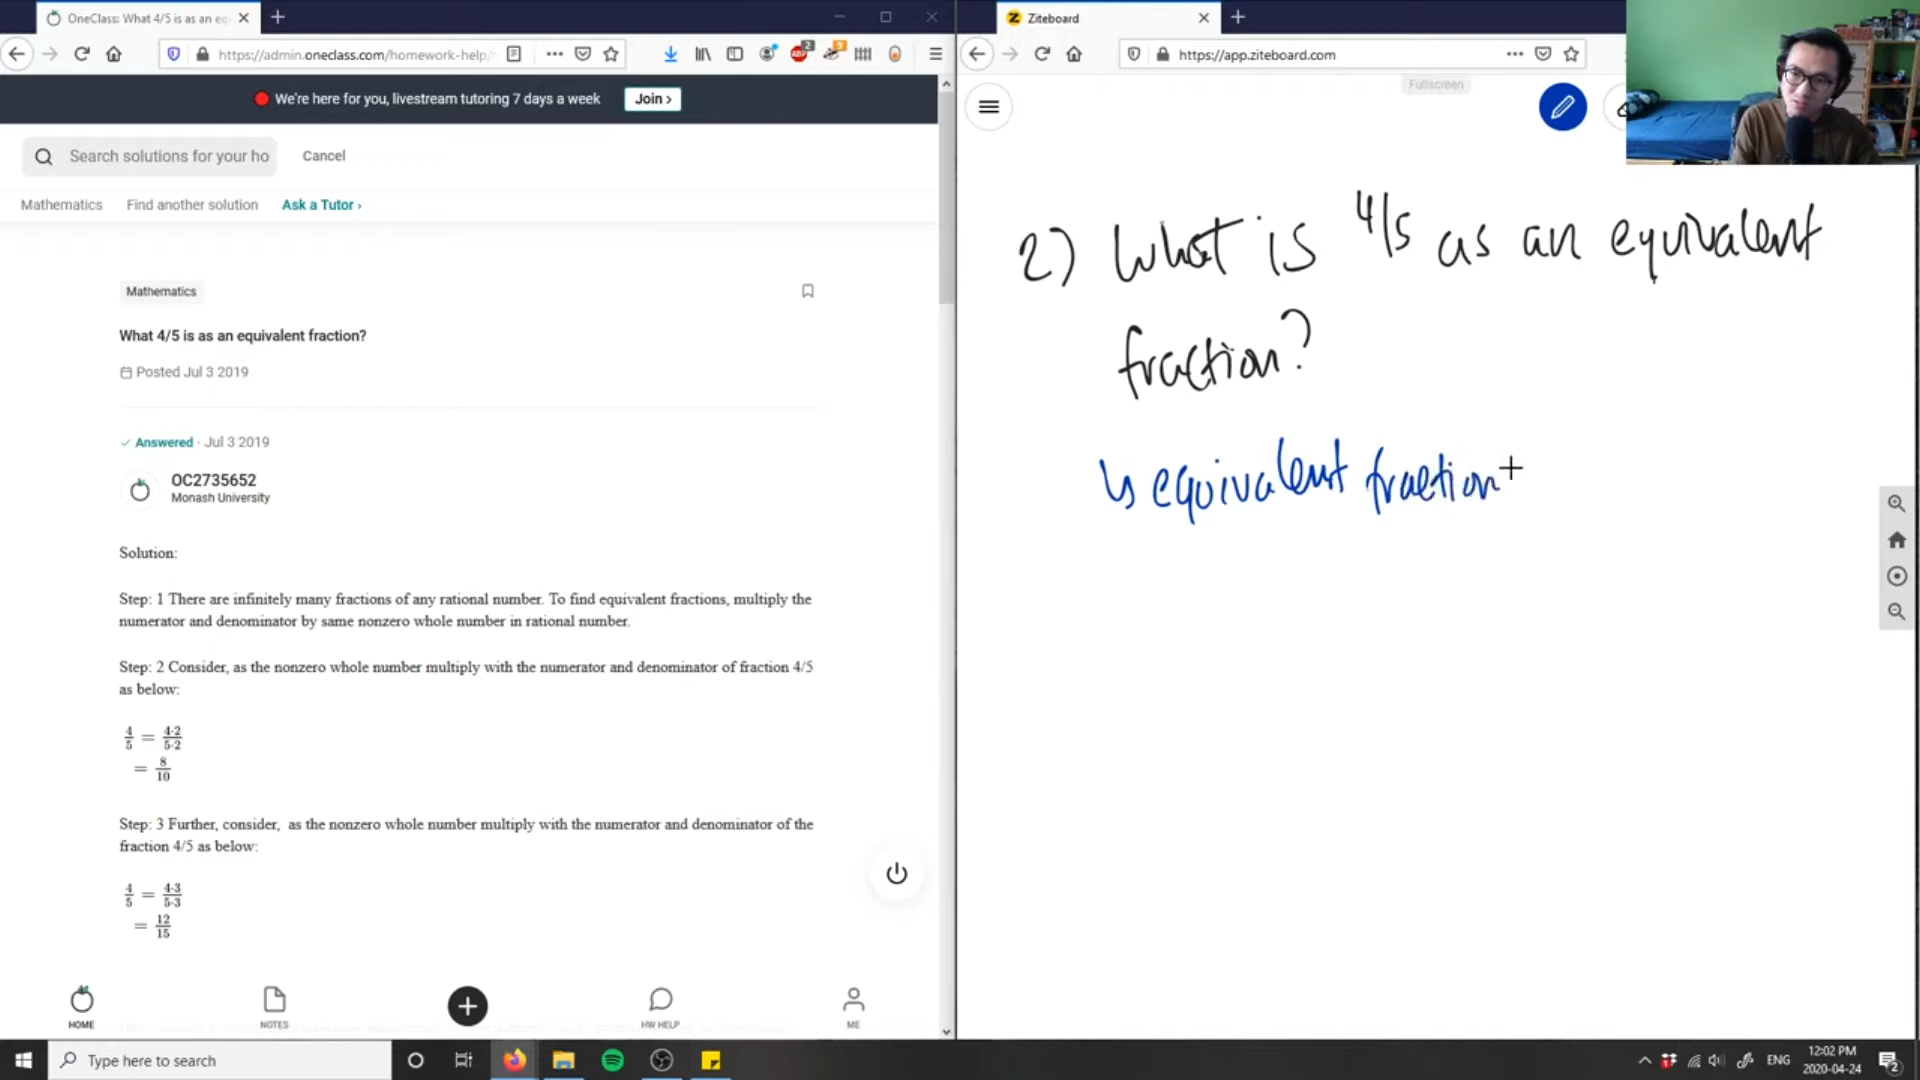 OneClass: What 4/5 is as an eq
Ziteboard
https://admin.oneclass.com/homework-help/
2
https://app.ziteboard.com
We're here for you, livestream tutoring 7 days a week
Join ›
Fullscreen
Search solutions for your ho
Cancel
Mathematics
Find another solution
Ask a Tutor ›
Mathematics
What 4/5 is as an equivalent fraction?
Posted Jul 3 2019
Answered · Jul 3 2019
OC2735652
Monash University
Solution:
Step: 1 There are infinitely many fractions of any rational number. To find equivalent fractions, multiply the
numerator and denominator by same nonzero whole number in rational number.
Step: 2 Consider, as the nonzero whole number multiply with the numerator and denominator of fraction 4/5
as below:
4/5 = 4·2/5·2
= 8/10
Step: 3 Further, consider, as the nonzero whole number multiply with the numerator and denominator of the
fraction 4/5 as below:
4/5 = 4·3/5·3
= 12/15
HOME
NOTES
HW HELP
ME
2) What is 4/5 as an equivalent
fraction?
↳ equivalent fraction
Type here to search
ENG
12:02 PM
2020-04-24
2